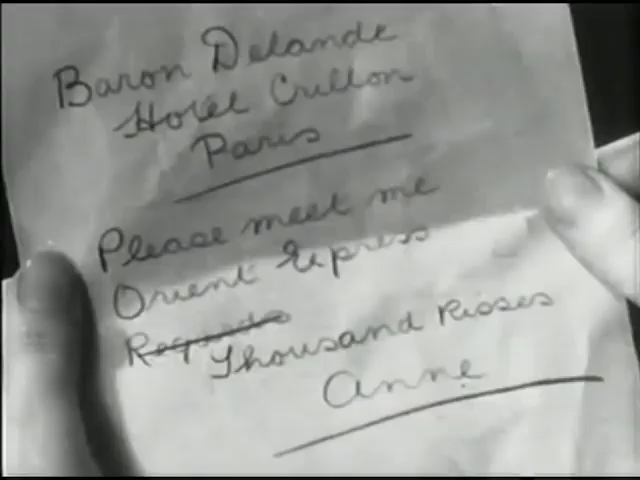 Baron Delande
Hotel Crillon
Paris
Please meet me
Orient Express
Regards Thousand Kisses
Anne